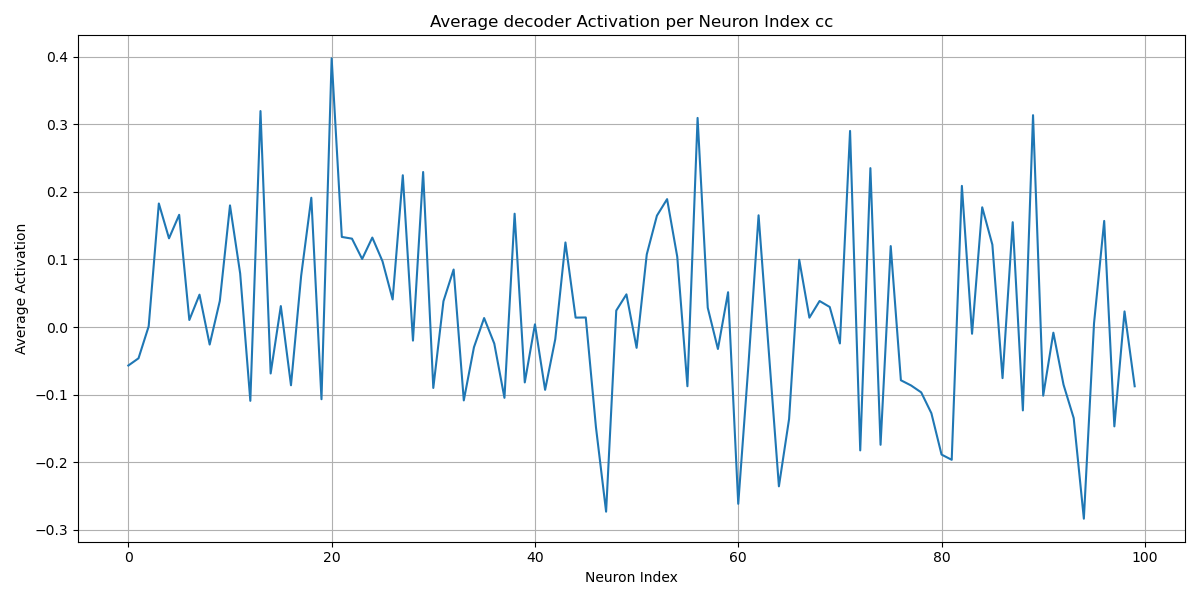 Average decoder Activation per Neuron Index cc
0.4
0.3
0.2
0.1
0.0
−0.1
−0.2
−0.3
Average Activation
0 20 40 60 80 100
Neuron Index